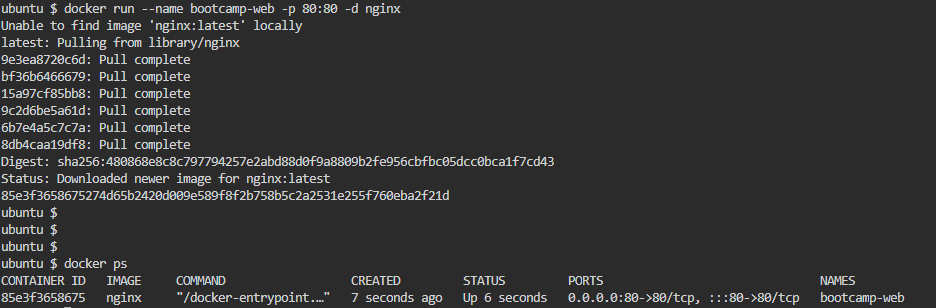 ubuntu $ docker run --name bootcamp-web -p 80:80 -d nginx
Unable to find image 'nginx:latest' locally
latest: Pulling from library/nginx
9e3ea8720c6d: Pull complete
bf36b6466679: Pull complete
15a97cf85bb8: Pull complete
9c2d6be5a61d: Pull complete
6b7e4a5c7c7a: Pull complete
8db4caa19df8: Pull complete
Digest: sha256:480868e8c8c797794257e2abd88d0f9a8809b2fe956cbfbc05dcc0bca1f7cd43
Status: Downloaded newer image for nginx:latest
85e3f3658675274d65b2420d009e589f8f2b758b5c2a2531e255f760eba2f21d
ubuntu $
ubuntu $
ubuntu $
ubuntu $ docker ps
CONTAINER ID   IMAGE     COMMAND                  CREATED         STATUS         PORTS                               NAMES
85e3f3658675   nginx     "/docker-entrypoint.…"   7 seconds ago   Up 6 seconds   0.0.0.0:80->80/tcp, :::80->80/tcp   bootcamp-web